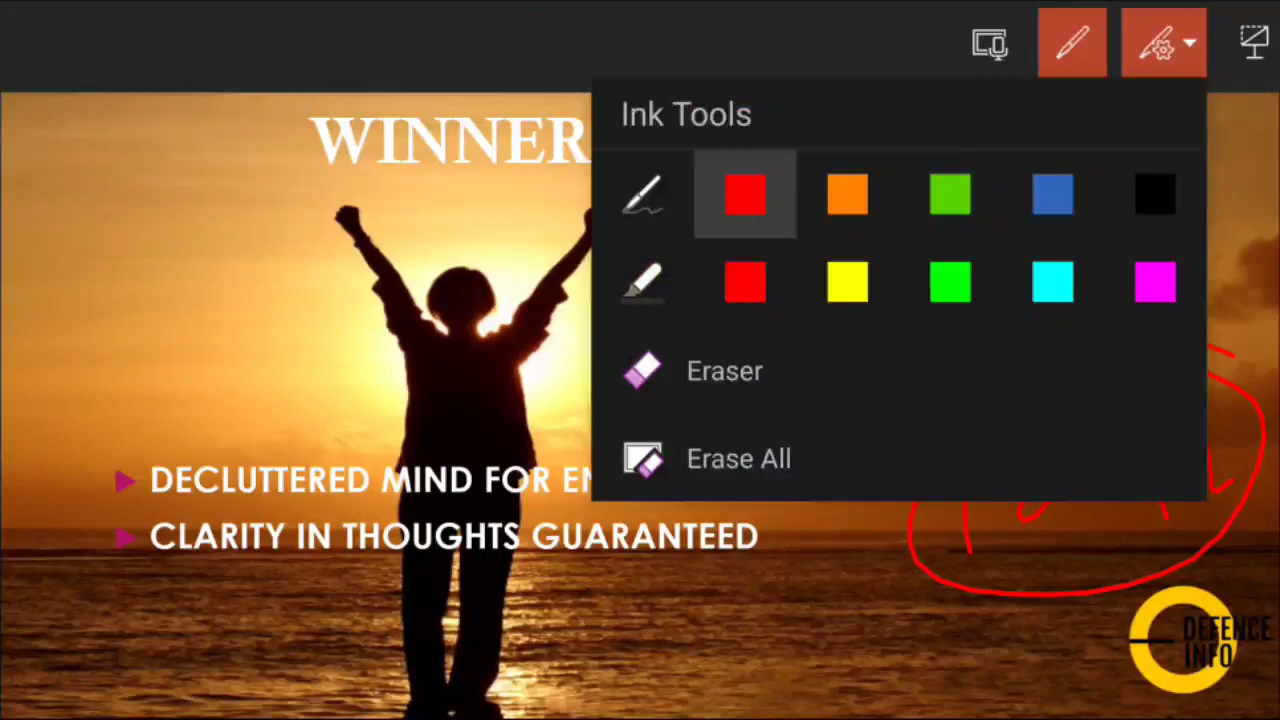 Ink Tools
WINNER
Eraser
Erase All
DECLUTTERED MIND FOR EN
CLARITY IN THOUGHTS GUARANTEED
DEFENCE
INFO